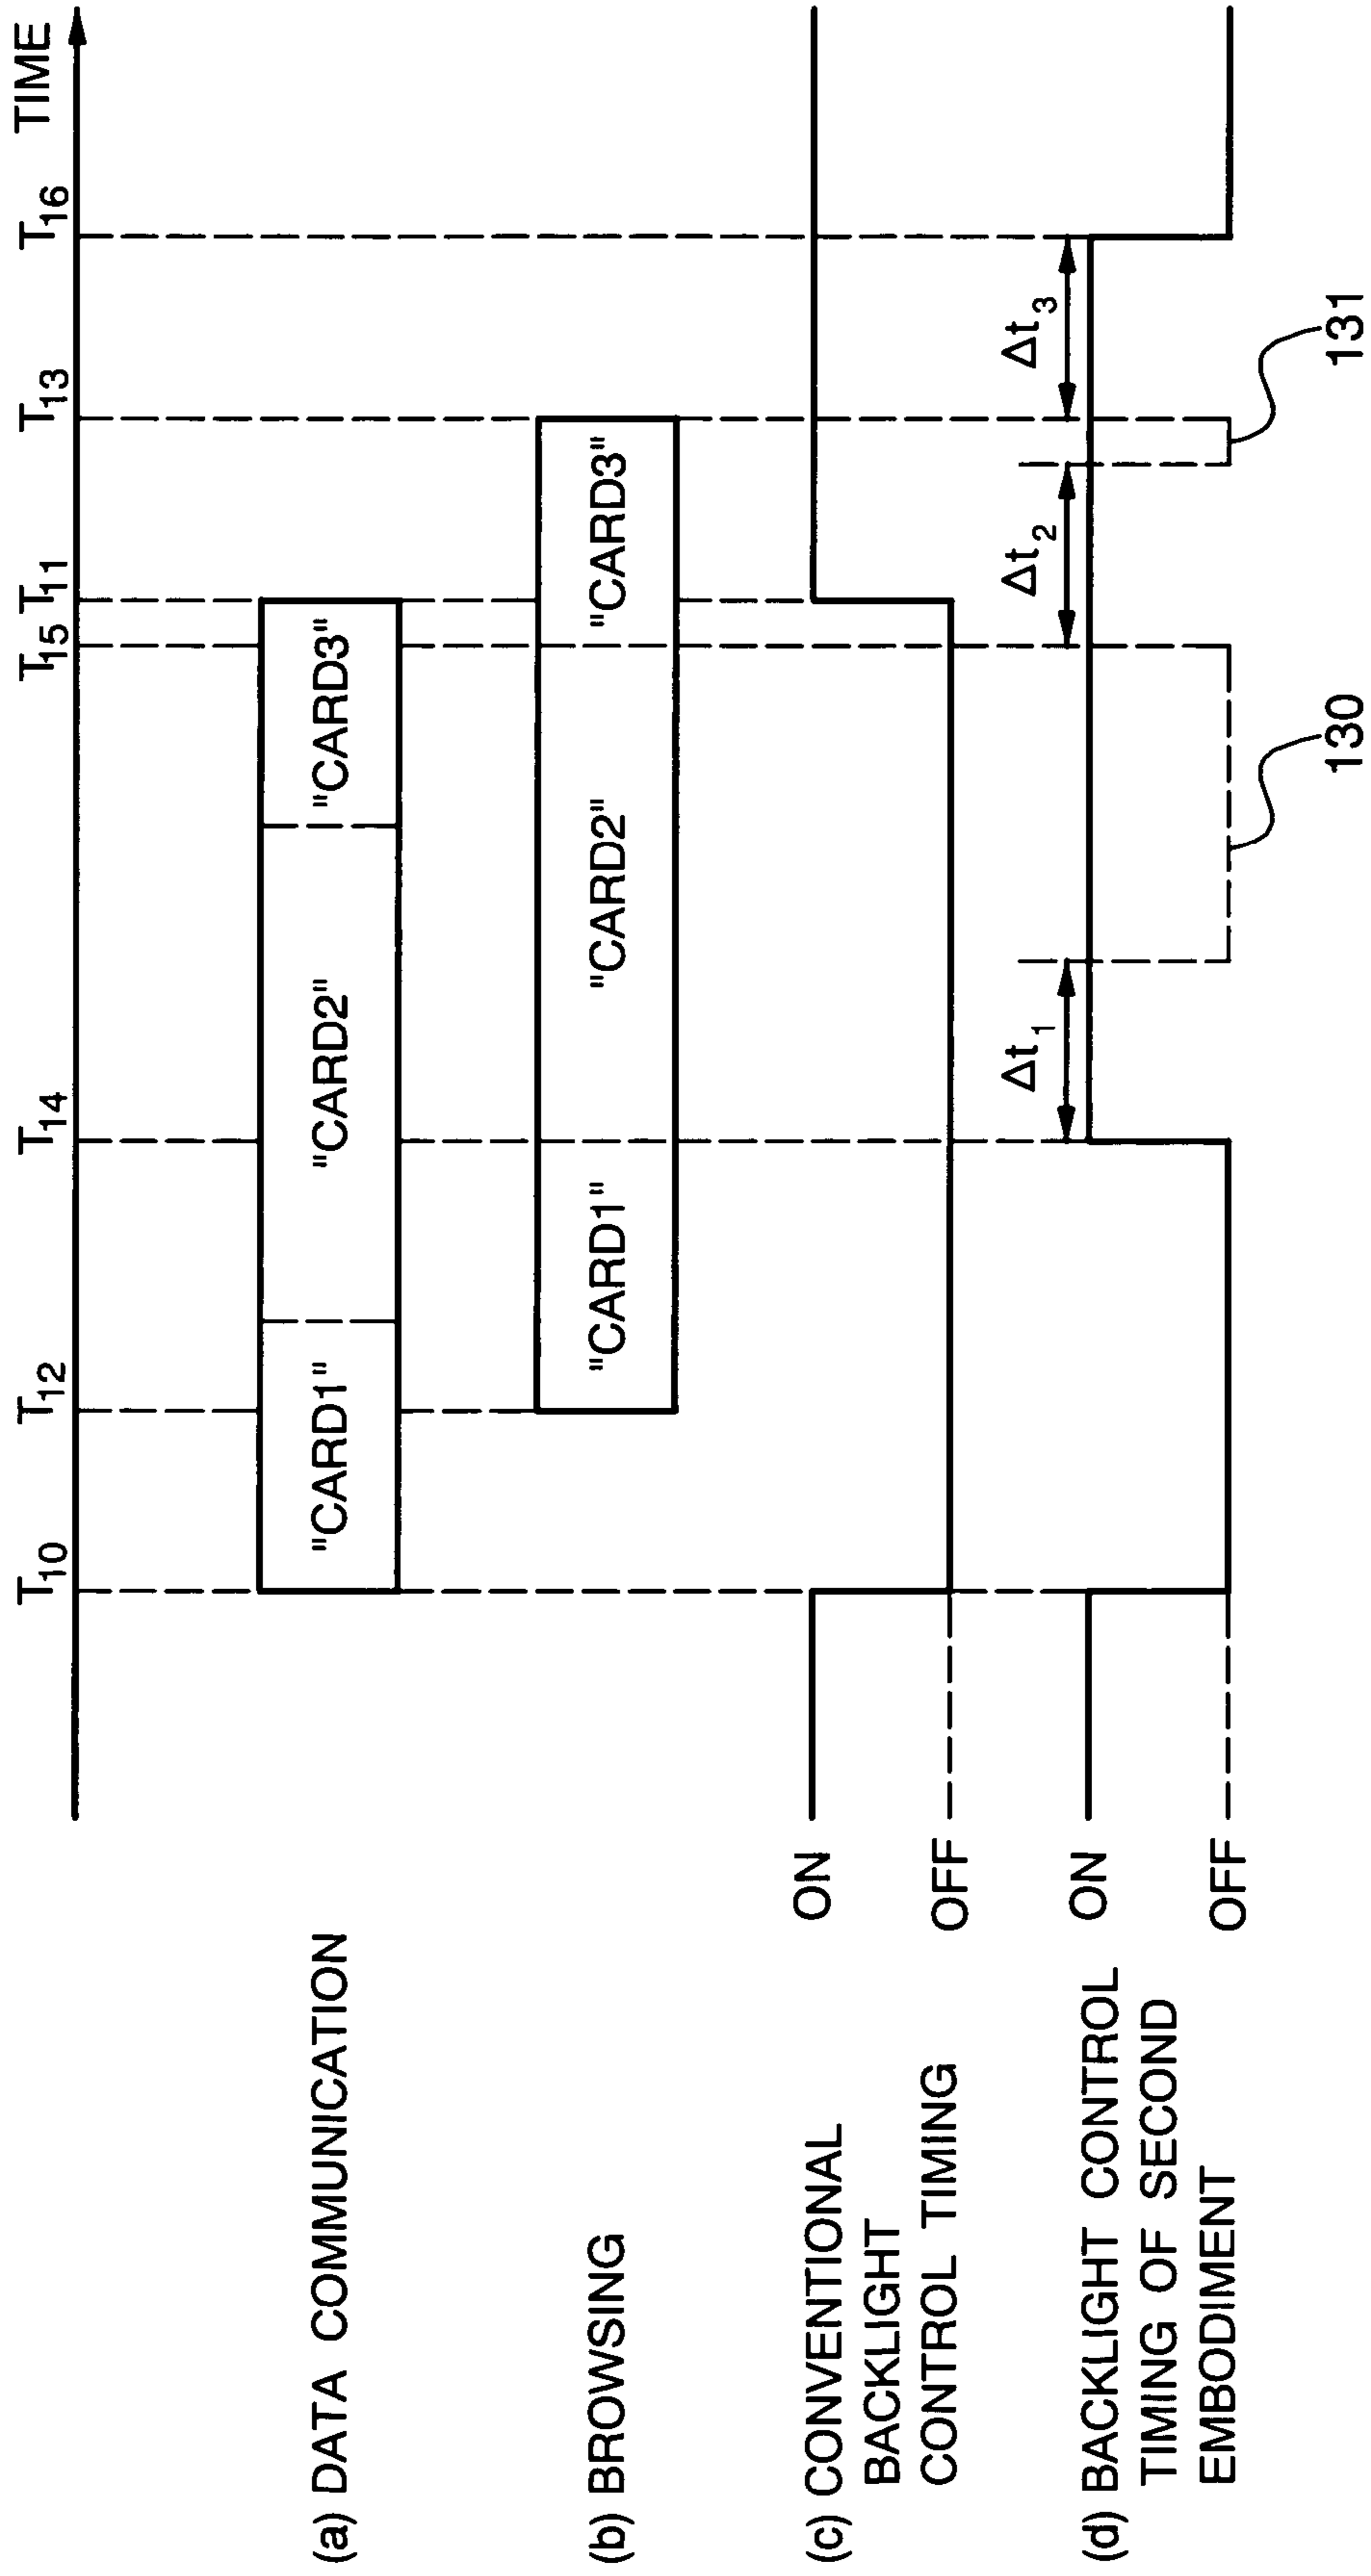 TIME
T10 T12 T14 T15 T11 T13 T16
(a) DATA COMMUNICATION
"CARD1" "CARD2" "CARD3"
(b) BROWSING
"CARD1" "CARD2" "CARD3"
(c) CONVENTIONAL
BACKLIGHT
CONTROL TIMING
ON
OFF
(d) BACKLIGHT CONTROL
TIMING OF SECOND
EMBODIMENT
ON
OFF
Δt1 Δt2 Δt3
130 131